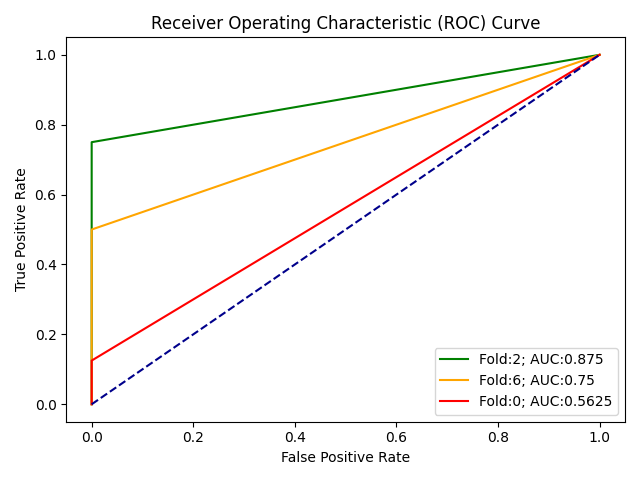 Receiver Operating Characteristic (ROC) Curve
True Positive Rate
1.0
0.8
0.6
0.4
0.2
0.0
Fold:2; AUC:0.875
Fold:6; AUC:0.75
Fold:0; AUC:0.5625
0.0 0.2 0.4 0.6 0.8 1.0
False Positive Rate